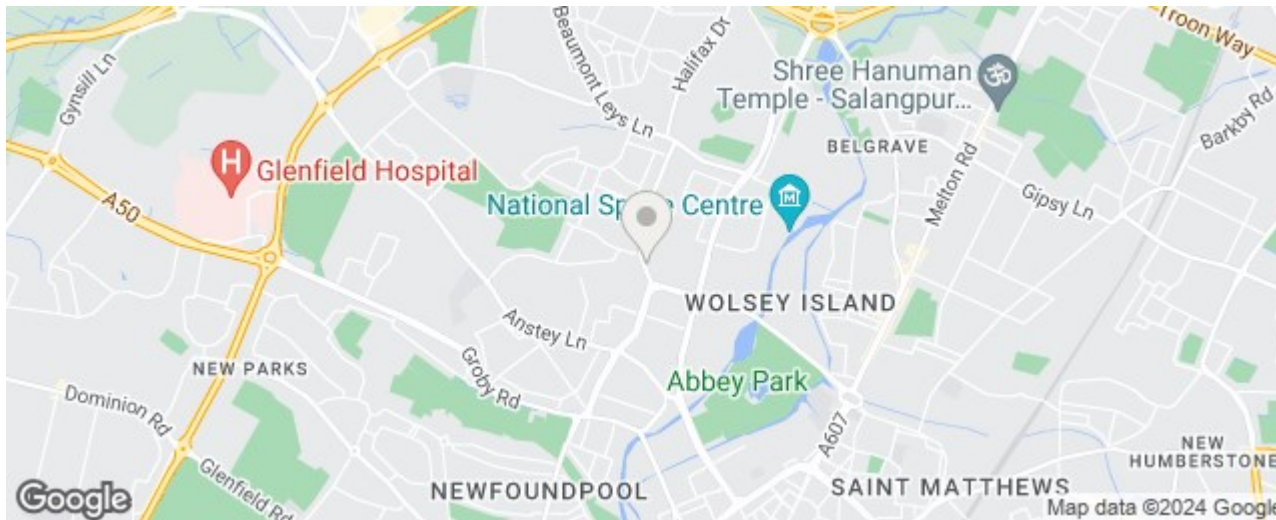 Gynsill Ln
Beaumont Leys Ln
Halifax Dr
Troon Way
Shree Hanuman
Temple - Salangpur...
Barkby Rd
BELGRAVE
H
Glenfield Hospital
A50
Melton Rd
Gipsy Ln
National
Centre
M
WOLSEY ISLAND
Anstey Ln
Groby Rd
NEW PARKS
Abbey Park
Dominion Rd
A607
Glenfield Rd
NEW
HUMBERSTONE
NEWFOUNDPOOL
SAINT MATTHEWS
Google
Map data ©2024 Google